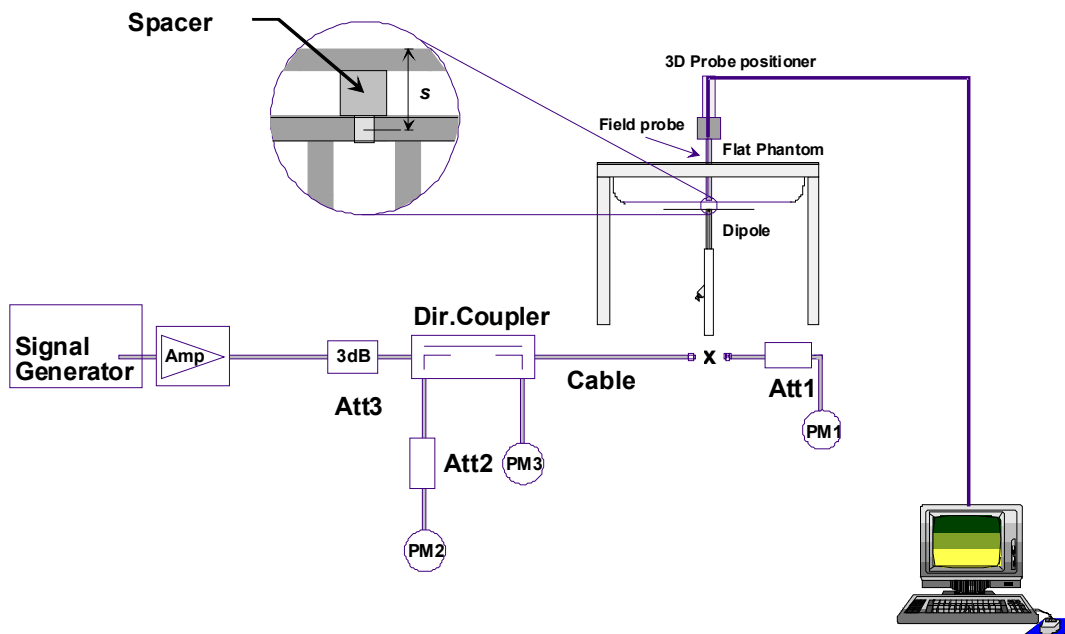 Spacer
s
3D Probe positioner
Field probe
Flat Phantom
Dipole
Dir.Coupler
Signal
Generator
Amp
3dB
Att3
Cable
x
Att1
PM1
Att2
PM3
PM2